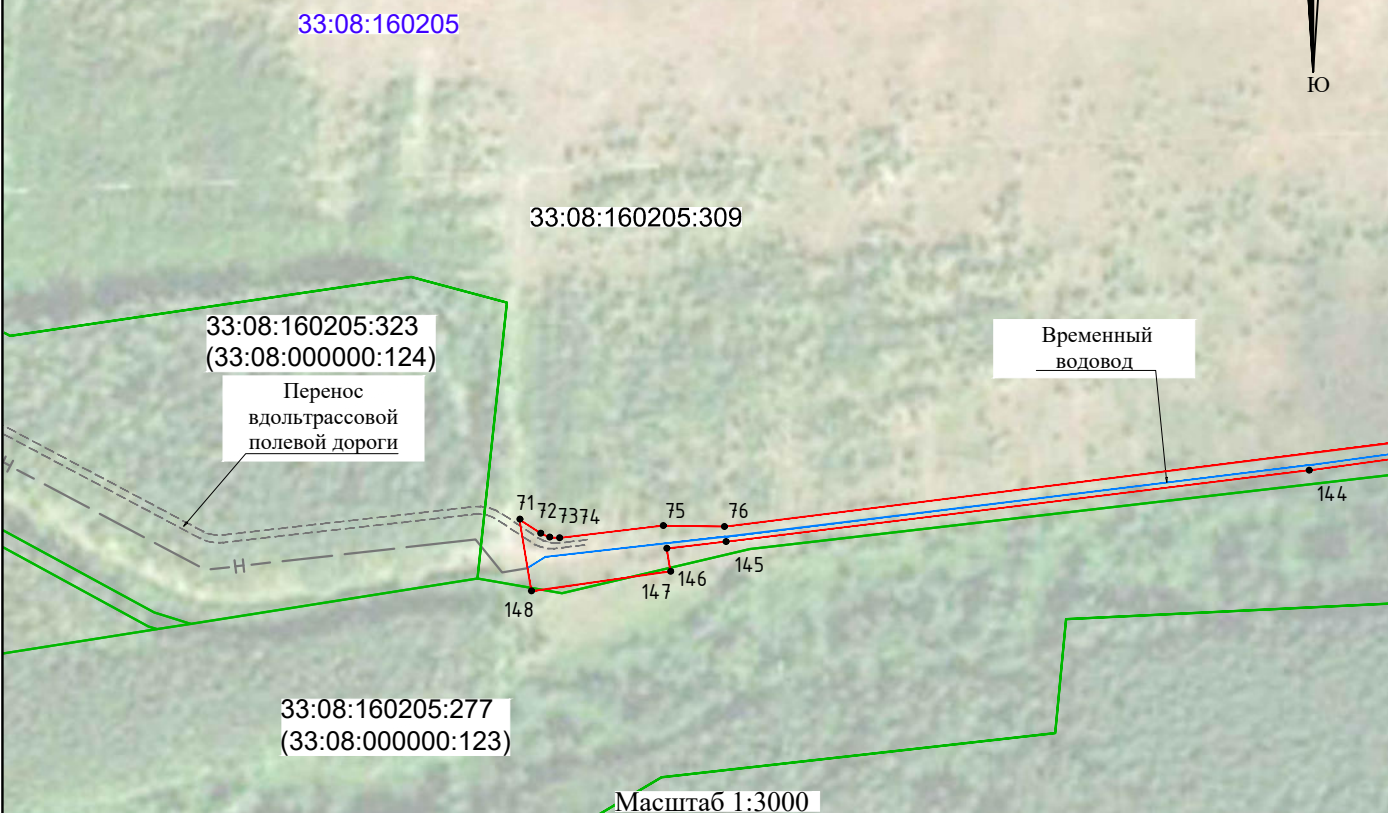 33:08:160205
Ю
33:08:160205:309
33:08:160205:323
(33:08:000000:124)
Временный
водовод
Перенос
вдольтрассовой
полевой дороги
Н
Н
71
72
73
74
75
76
144
145
146
147
148
33:08:160205:277
(33:08:000000:123)
Масштаб 1:3000